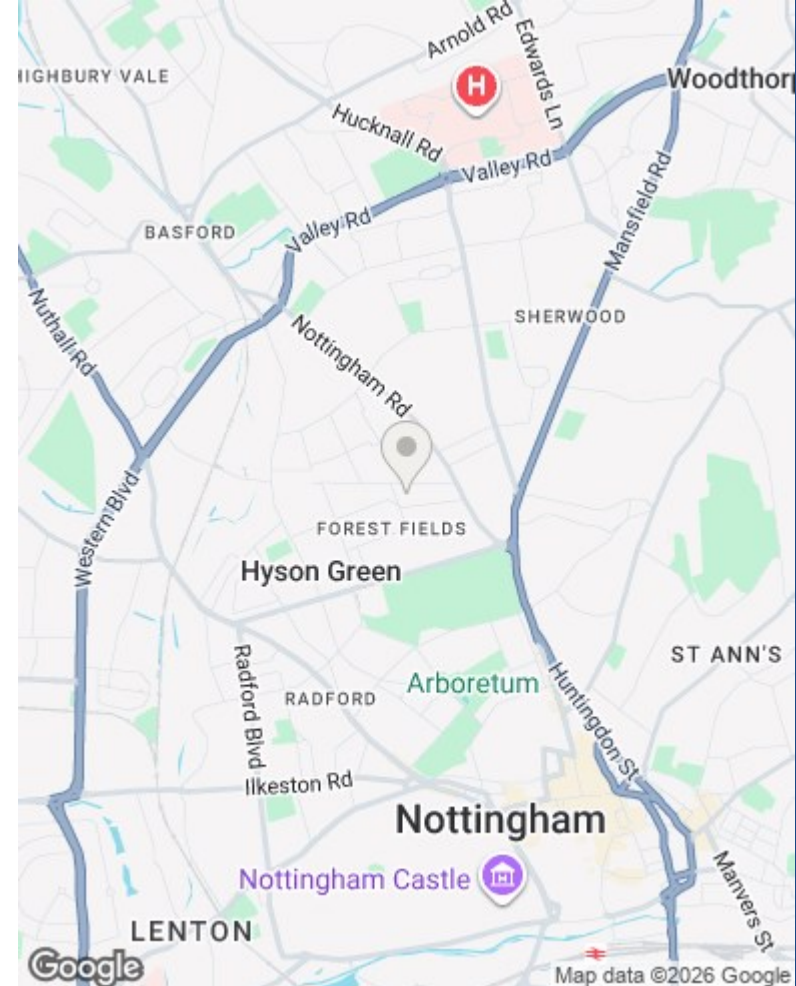 Arnold Rd
Edwards Ln
HIGHBURY VALE
H
Woodthorp
Hucknall Rd
Valley Rd
Mansfield Rd
Valley Rd
BASFORD
Nuthall Rd
SHERWOOD
Nottingham Rd
Western Blvd
FOREST FIELDS
Hyson Green
ST ANN'S
Arboretum
RADFORD
Radford Blvd
Huntingdon St
Ilkeston Rd
Nottingham
Nottingham Castle
Manvers St
LENTON
Google
Map data ©2026 Google